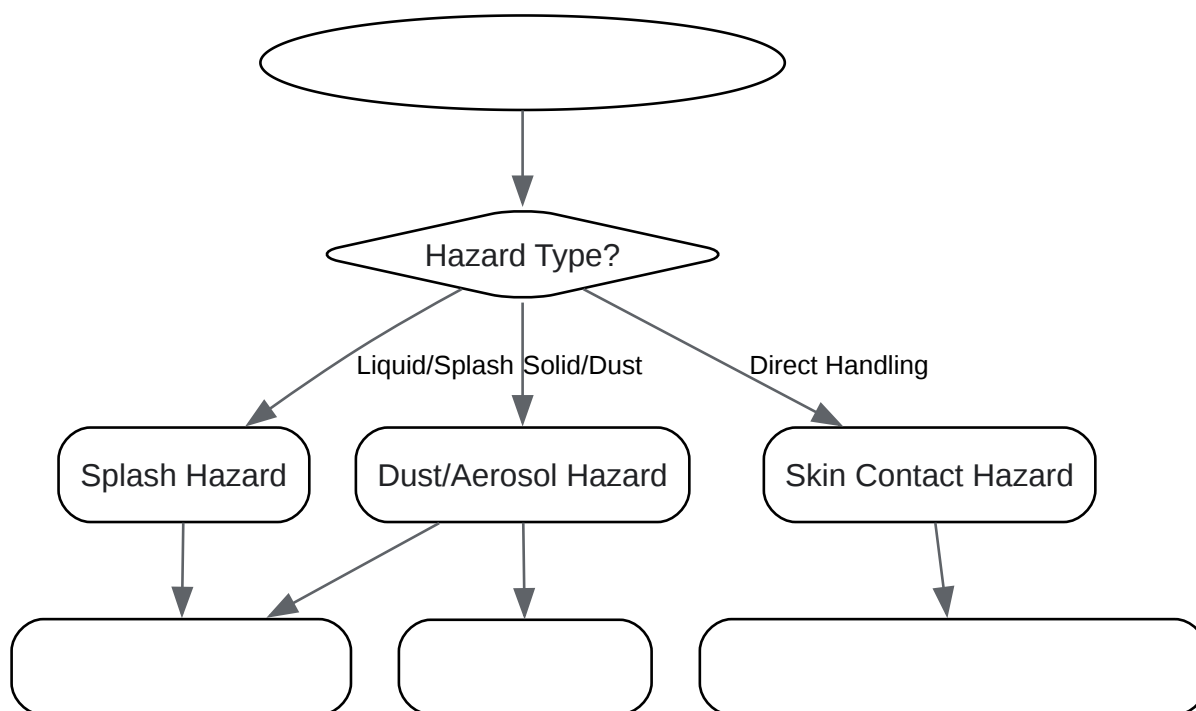 Hazard Type?
Liquid/Splash
Solid/Dust
Direct Handling
Splash Hazard
Dust/Aerosol Hazard
Skin Contact Hazard